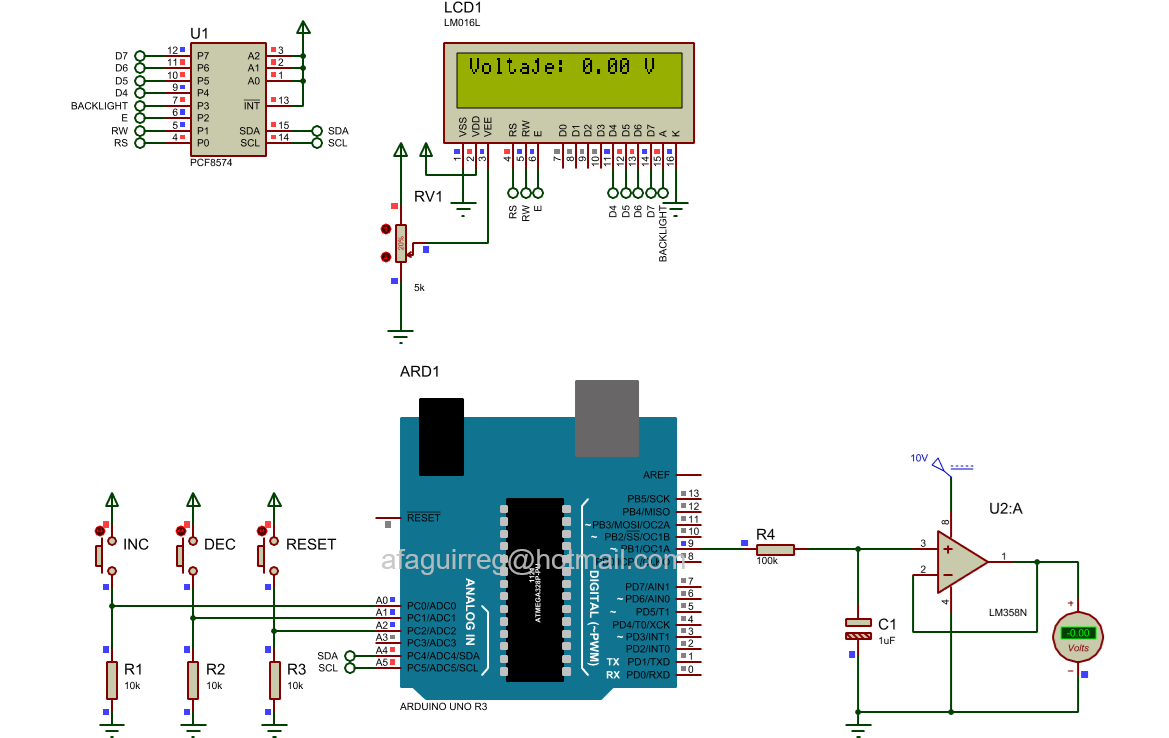 LCD1
LM016L
Voltaje: 0.00 V
VSS VDD VEE RS RW E D0 D1 D2 D3 D4 D5 D6 D7 A K
1 2 3 4 5 6 7 8 9 10 11 12 13 14 15 16
RS RW E D4 D5 D6 D7 BACKLIGHT
U1
D7 12 P7 A2 3
D6 11 P6 A1 2
D5 10 P5 A0 1
D4 9 P4
BACKLIGHT 7 P3 INT 13
E 6 P2
RW 5 P1 SDA 15 SDA
RS 4 P0 SCL 14 SCL
PCF8574
RV1
20%
5k
ARD1
AREF
PB5/SCK 13
PB4/MISO 12
RESET
~ PB3/MOSI/OC2A 11
~ PB2/SS/OC1B 10
~ PB1/OC1A 9
8
afaguirreg@hotmail.com
ATMEGA328P-PU
ANALOG IN
DIGITAL (~PWM)
PD7/AIN1 7
~ PD6/AIN0 6
~ PD5/T1 5
PD4/T0/XCK 4
~ PD3/INT1 3
PD2/INT0 2
TX PD1/TXD 1
RX PD0/RXD 0
A0 PC0/ADC0
A1 PC1/ADC1
A2 PC2/ADC2
A3 PC3/ADC3
SDA A4 PC4/ADC4/SDA
SCL A5 PC5/ADC5/SCL
ARDUINO UNO R3
INC
DEC
RESET
R1
10k
R2
10k
R3
10k
R4
100k
C1
1uF
10V
U2:A
8
3
2
1
4
LM358N
+
-0.00
Volts
−